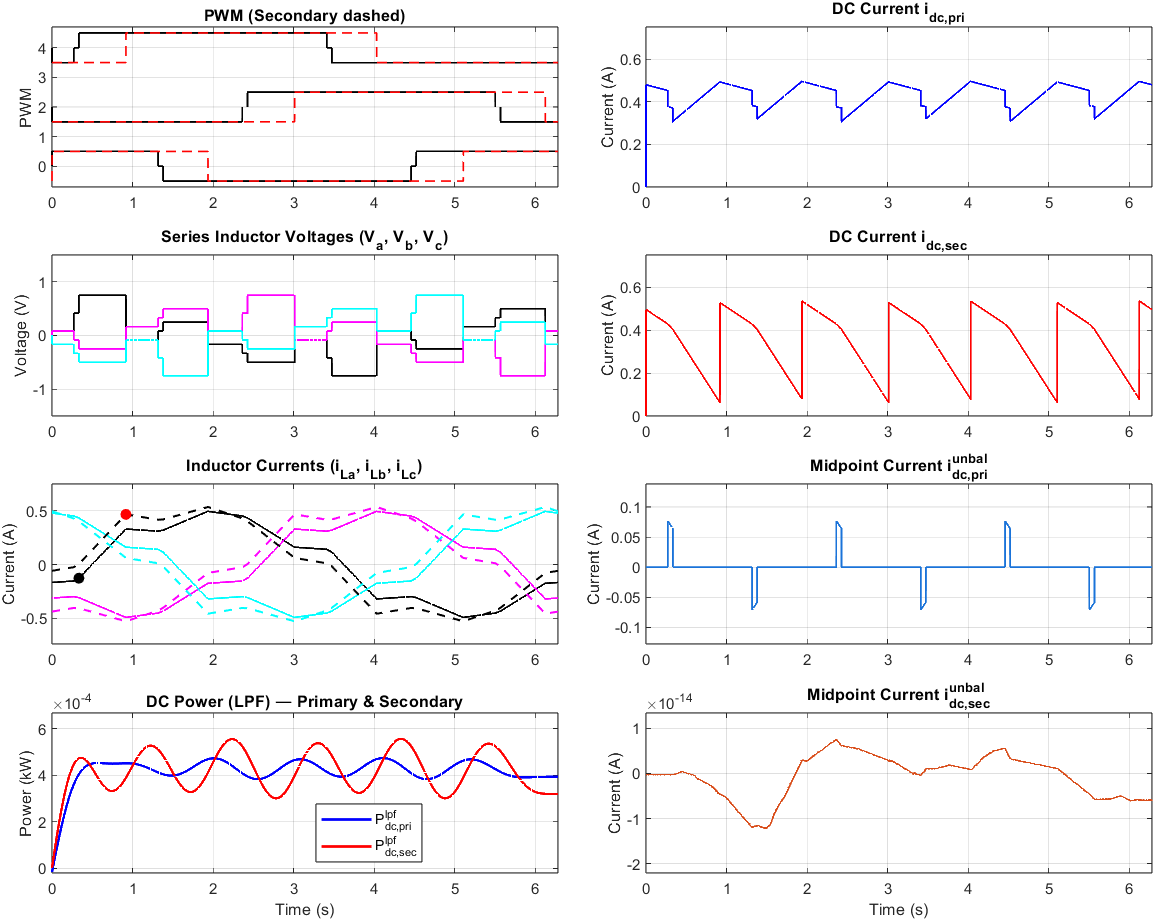 PWM (Secondary dashed)
PWM
4
3
2
1
0
0 1 2 3 4 5 6
DC Current i_dc,pri
Current (A)
0.6
0.4
0.2
0
0 1 2 3 4 5 6
Series Inductor Voltages (V_a, V_b, V_c)
Voltage (V)
1
0
-1
0 1 2 3 4 5 6
DC Current i_dc,sec
Current (A)
0.6
0.4
0.2
0
0 1 2 3 4 5 6
Inductor Currents (i_La, i_Lb, i_Lc)
Current (A)
0.5
0
-0.5
0 1 2 3 4 5 6
Midpoint Current i^unbal_dc,pri
Current (A)
0.1
0.05
0
-0.05
-0.1
0 1 2 3 4 5 6
DC Power (LPF) — Primary & Secondary
×10^-4
Power (kW)
6
4
2
0
P^lpf_dc,pri
P^lpf_dc,sec
0 1 2 3 4 5 6
Time (s)
Midpoint Current i^unbal_dc,sec
×10^-14
Current (A)
1
0
-1
-2
0 1 2 3 4 5 6
Time (s)